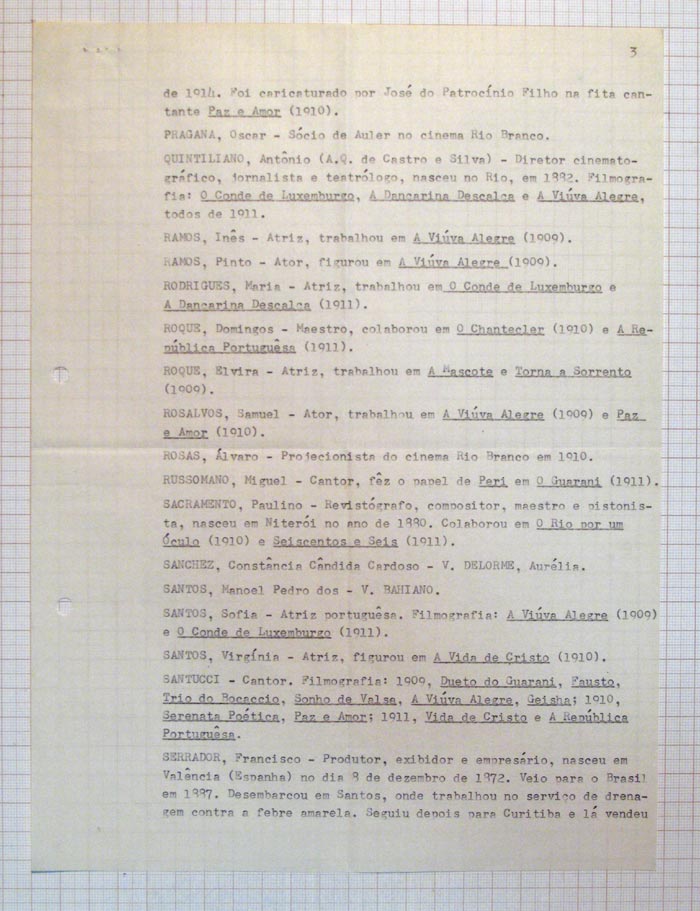 3
de 1914. Foi caricaturado por José do Patrocínio Filho na fita can-
tante Paz e Amor (1910).
PRAGANA, Oscar - Sócio de Auler no cinema Rio Branco.
QUINTILIANO, Antônio (A.Q. de Castro e Silva) - Diretor cinemato-
gráfico, jornalista e teatrólogo, nasceu no Rio, em 1882. Filmogra-
fia: O Conde de Luxemburgo, A Dançarina Descalça e A Viúva Alegre,
todos de 1911.
RAMOS, Inês - Atriz, trabalhou em A Viúva Alegre (1909).
RAMOS, Pinto - Ator, figurou em A Viúva Alegre (1909).
RODRIGUES, Maria - Atriz, trabalhou em O Conde de Luxemburgo e
A Dançarina Descalça (1911).
ROQUE, Domingos - Maestro, colaborou em O Chantecler (1910) e A Re-
pública Portuguêsa (1911).
ROQUE, Elvira - Atriz, trabalhou em A Mascote e Torna a Sorrento
(1909).
ROSALVOS, Samuel - Ator, trabalhou em A Viúva Alegre (1909) e Paz
e Amor (1910).
ROSAS, Álvaro - Projecionista do cinema Rio Branco em 1910.
RUSSOMANO, Miguel - Cantor, fêz o papel de Peri em O Guarani (1911).
SACRAMENTO, Paulino - Revistógrafo, compositor, maestro e pistonis-
ta, nasceu em Niterói no ano de 1880. Colaborou em O Rio por um
Óculo (1910) e Seiscentos e Seis (1911).
SANCHEZ, Constância Cândida Cardoso - V. DELORME, Aurélia.
SANTOS, Manoel Pedro dos - V. BAHIANO.
SANTOS, Sofia - Atriz portuguêsa. Filmografia: A Viúva Alegre (1909)
e O Conde de Luxemburgo (1911).
SANTOS, Virgínia - Atriz, figurou em A Vida de Cristo (1910).
SANTUCCI - Cantor. Filmografia: 1909, Dueto do Guarani, Fausto,
Trio do Bocaccio, Sonho de Valsa, A Viúva Alegre, Geisha; 1910,
Serenata Poética, Paz e Amor; 1911, Vida de Cristo e A República
Portuguêsa.
SERRADOR, Francisco - Produtor, exibidor e empresário, nasceu em
Valência (Espanha) no dia 8 de dezembro de 1872. Veio para o Brasil
em 1887. Desembarcou em Santos, onde trabalhou no serviço de drena-
gem contra a febre amarela. Seguiu depois para Curitiba e lá vendeu